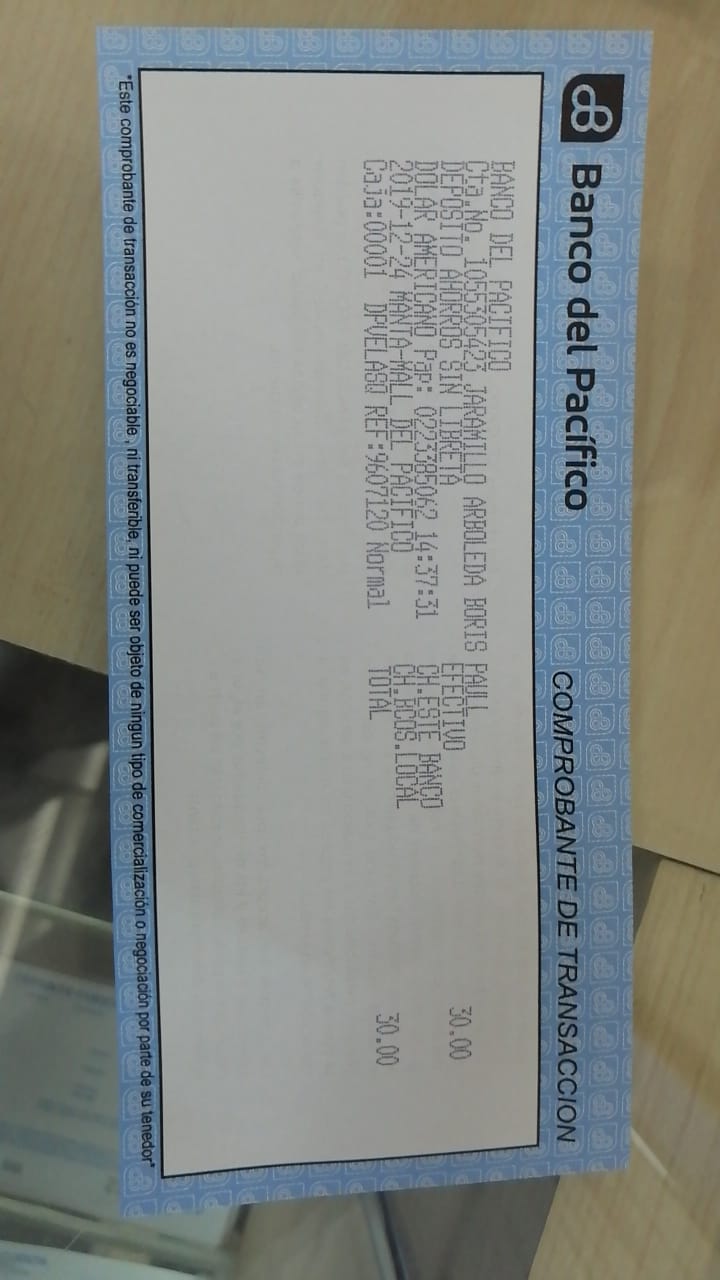 Banco del Pacífico
COMPROBANTE DE TRANSACCION
BANCO DEL PACIFICO
Cta.No. 1055305423 JARAMILLO ARBOLEDA BORIS PAULL
DEPOSITO AHORROS SIN LIBRETA EFECTIVO 30.00
DOLAR AMERICANO Pap: 0223385062 14:37:31 CH.ESTE BANCO
2019-12-24 MANTA-MALL DEL PACIFICO CH.BCOS.LOCAL
Caja:00001 DPVELASQ REF:9607120 Normal TOTAL 30.00
"Este comprobante de transacción no es negociable , ni transferible, ni puede ser objeto de ningun tipo de comercialización o negociación por parte de su tenedor"